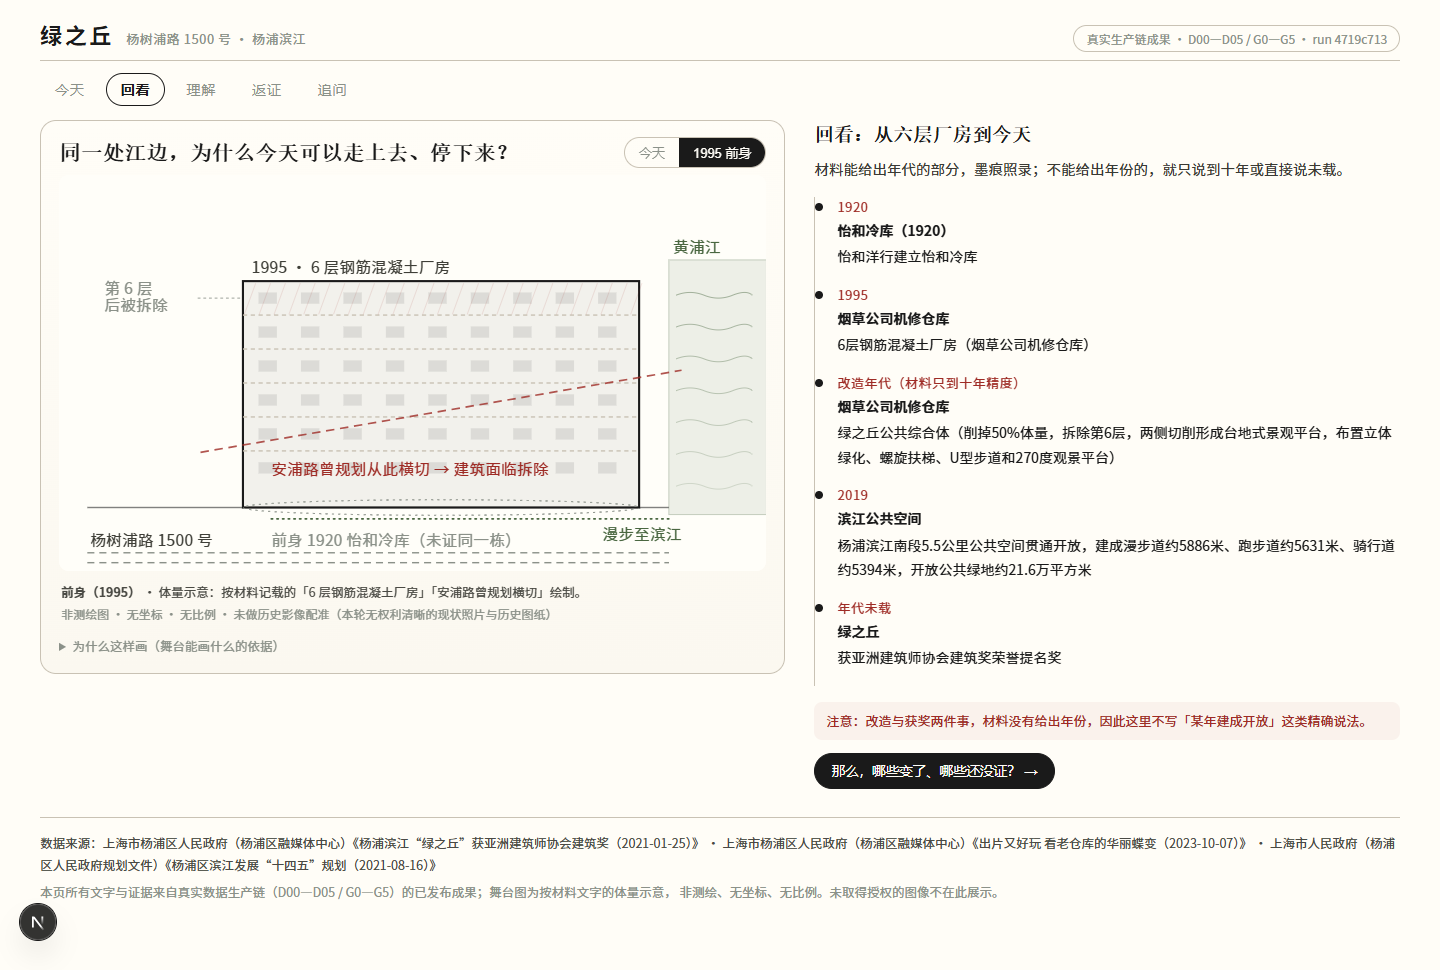 绿之丘 杨树浦路 1500 号 · 杨浦滨江
真实生产链成果 · D00—D05 / G0—G5 · run 4719c713
今天 回看 理解 返证 追问
同一处江边，为什么今天可以走上去、停下来？
今天 1995 前身
黄浦江
1995 · 6 层钢筋混凝土厂房
第 6 层
后被拆除
安浦路曾规划从此横切 → 建筑面临拆除
漫步至滨江
杨树浦路 1500 号 前身 1920 怡和冷库（未证同一栋）
前身（1995） · 体量示意：按材料记载的「6 层钢筋混凝土厂房」「安浦路曾规划横切」绘制。
非测绘图 · 无坐标 · 无比例 · 未做历史影像配准（本轮无权利清晰的现状照片与历史图纸）
▶ 为什么这样画（舞台能画什么的依据）
回看：从六层厂房到今天
材料能给出年代的部分，墨痕照录；不能给出年份的，就只说到十年或直接说未载。
1920
怡和冷库（1920）
怡和洋行建立怡和冷库
1995
烟草公司机修仓库
6层钢筋混凝土厂房（烟草公司机修仓库）
改造年代（材料只到十年精度）
烟草公司机修仓库
绿之丘公共综合体（削掉50%体量，拆除第6层，两侧切削形成台地式景观平台，布置立体
绿化、螺旋扶梯、U型步道和270度观景平台）
2019
滨江公共空间
杨浦滨江南段5.5公里公共空间贯通开放，建成漫步道约5886米、跑步道约5631米、骑行道
约5394米，开放公共绿地约21.6万平方米
年代未载
绿之丘
获亚洲建筑师协会建筑奖荣誉提名奖
注意：改造与获奖两件事，材料没有给出年份，因此这里不写「某年建成开放」这类精确说法。
那么，哪些变了、哪些还没证？ →
数据来源：上海市杨浦区人民政府（杨浦区融媒体中心）《杨浦滨江“绿之丘”获亚洲建筑师协会建筑奖（2021-01-25）》 · 上海市杨浦区人民政府（杨浦区融媒体中心）《出片又好玩 看老仓库的华丽蝶变（2023-10-07）》 · 上海市人民政府（杨浦
区人民政府规划文件）《杨浦区滨江发展“十四五”规划（2021-08-16）》
本页所有文字与证据来自真实数据生产链（D00—D05 / G0—G5）的已发布成果；舞台图为按材料文字的体量示意， 非测绘、无坐标、无比例。未取得授权的图像不在此展示。
N